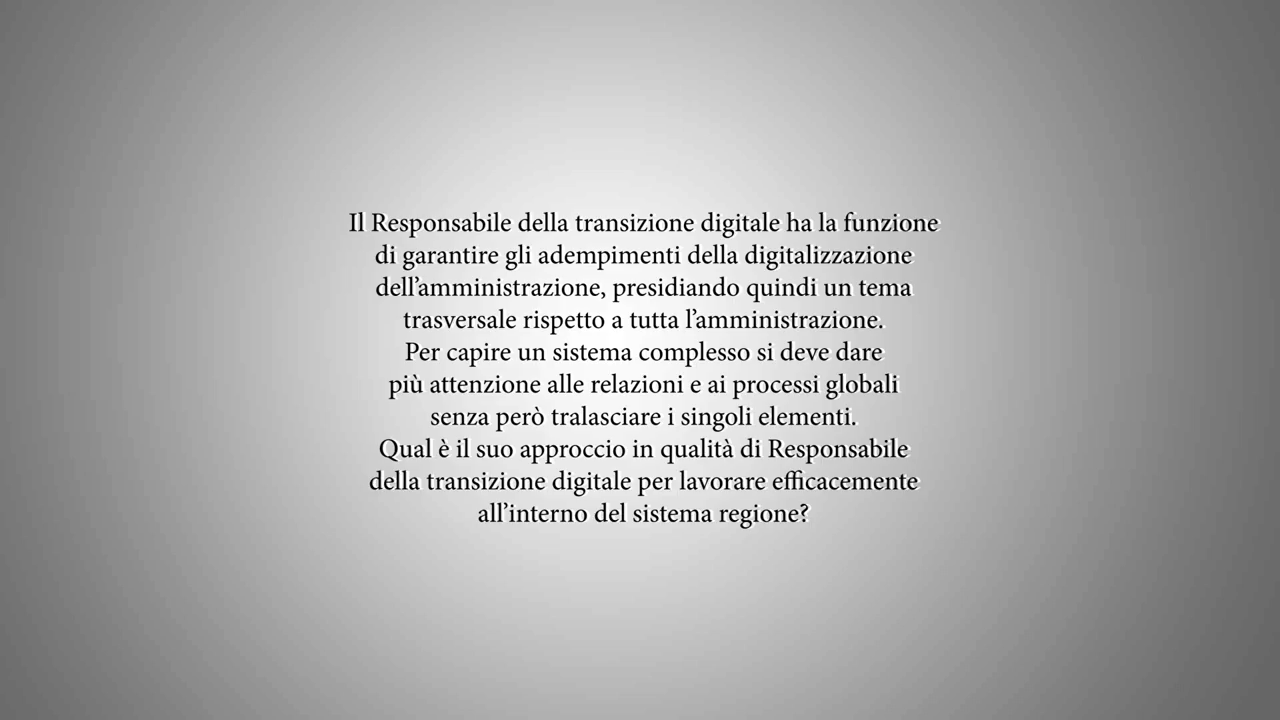 Il Responsabile della transizione digitale ha la funzione
di garantire gli adempimenti della digitalizzazione
dell’amministrazione, presidiando quindi un tema
trasversale rispetto a tutta l’amministrazione.
Per capire un sistema complesso si deve dare
più attenzione alle relazioni e ai processi globali
senza però tralasciare i singoli elementi.
Qual è il suo approccio in qualità di Responsabile
della transizione digitale per lavorare efficacemente
all’interno del sistema regione?